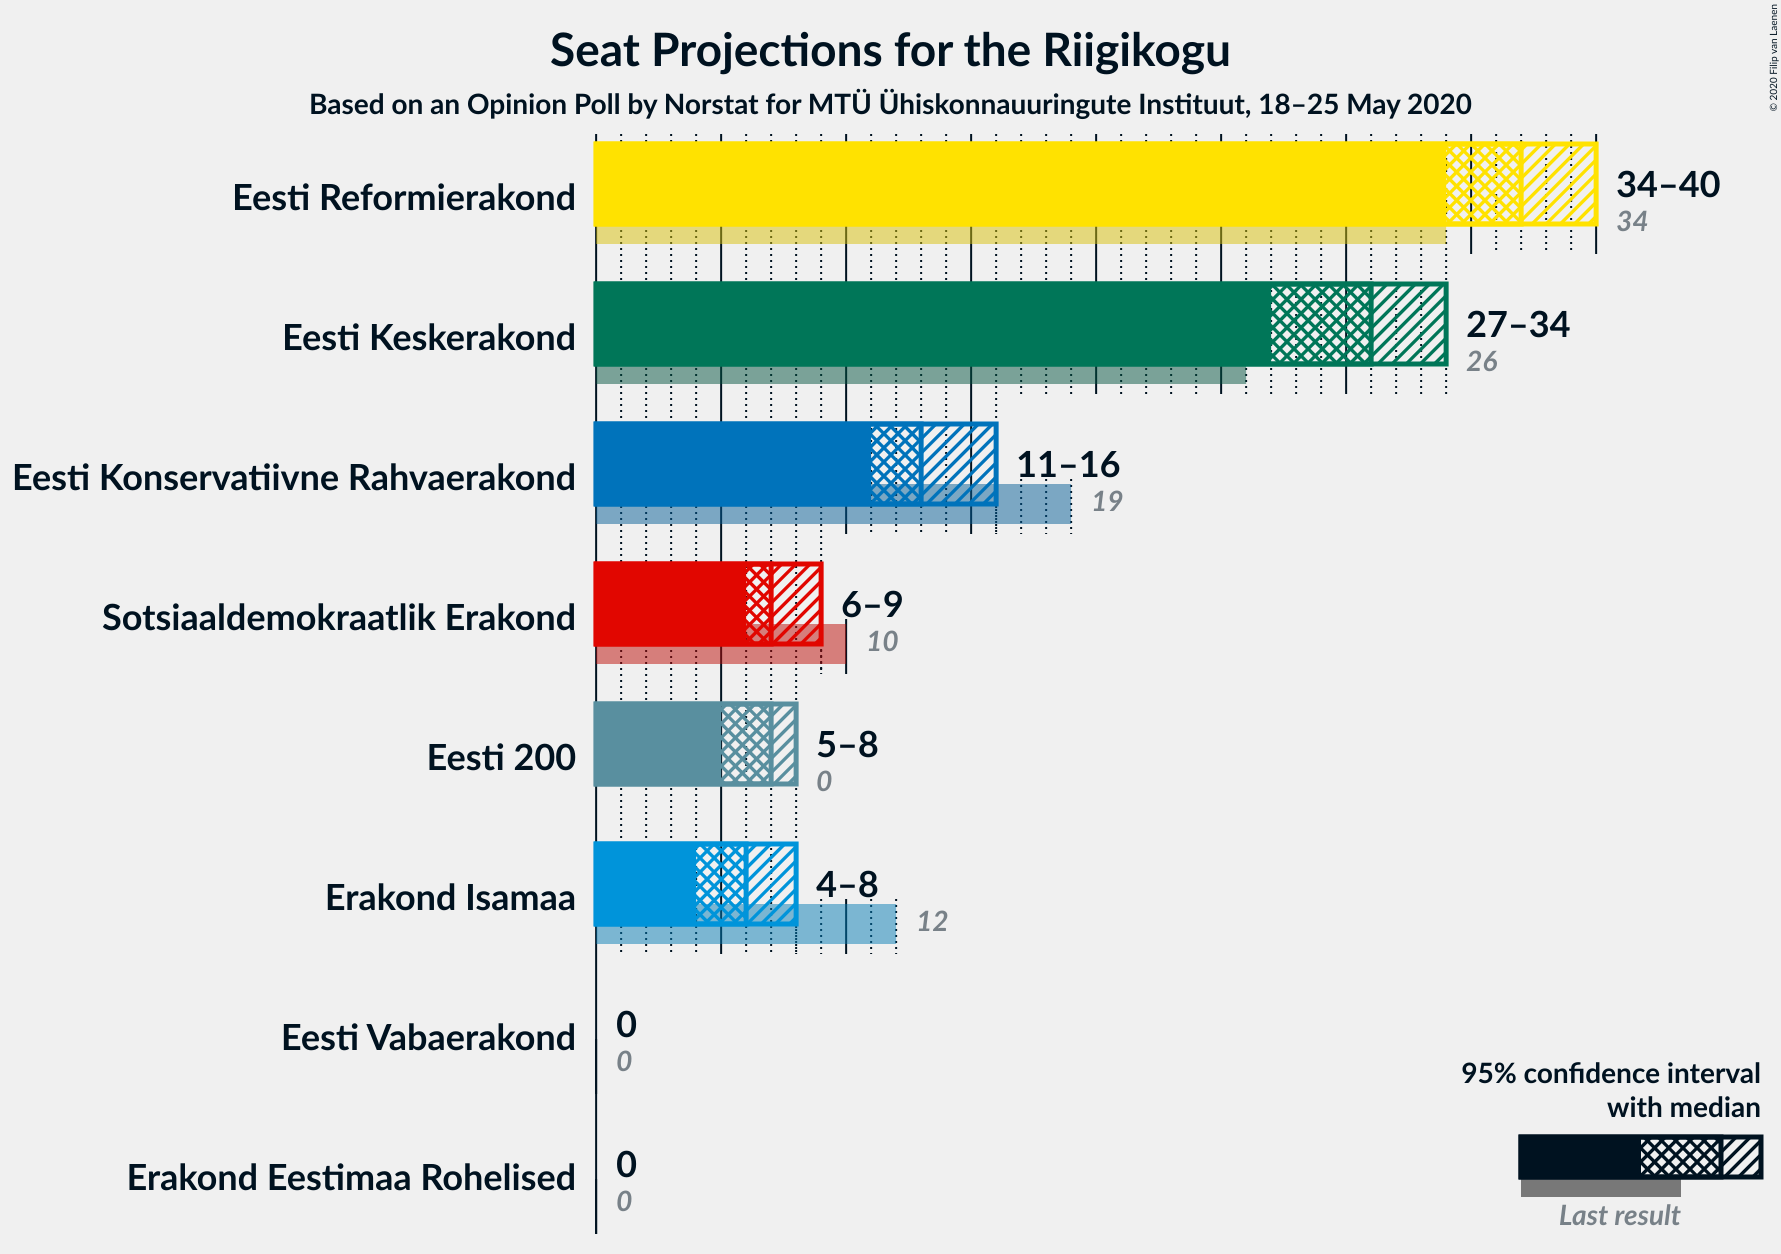 Seat Projections for the Riigikogu
Based on an Opinion Poll by Norstat for MTÜ Ühiskonnauuringute Instituut, 18–25 May 2020
© 2020 Filip van Laenen
Eesti Reformierakond
34–40
34
Eesti Keskerakond
27–34
26
Eesti Konservatiivne Rahvaerakond
11–16
19
Sotsiaaldemokraatlik Erakond
6–9
10
Eesti 200
5–8
0
Erakond Isamaa
4–8
12
Eesti Vabaerakond
0
0
Erakond Eestimaa Rohelised
0
0
95% confidence interval
with median
Last result